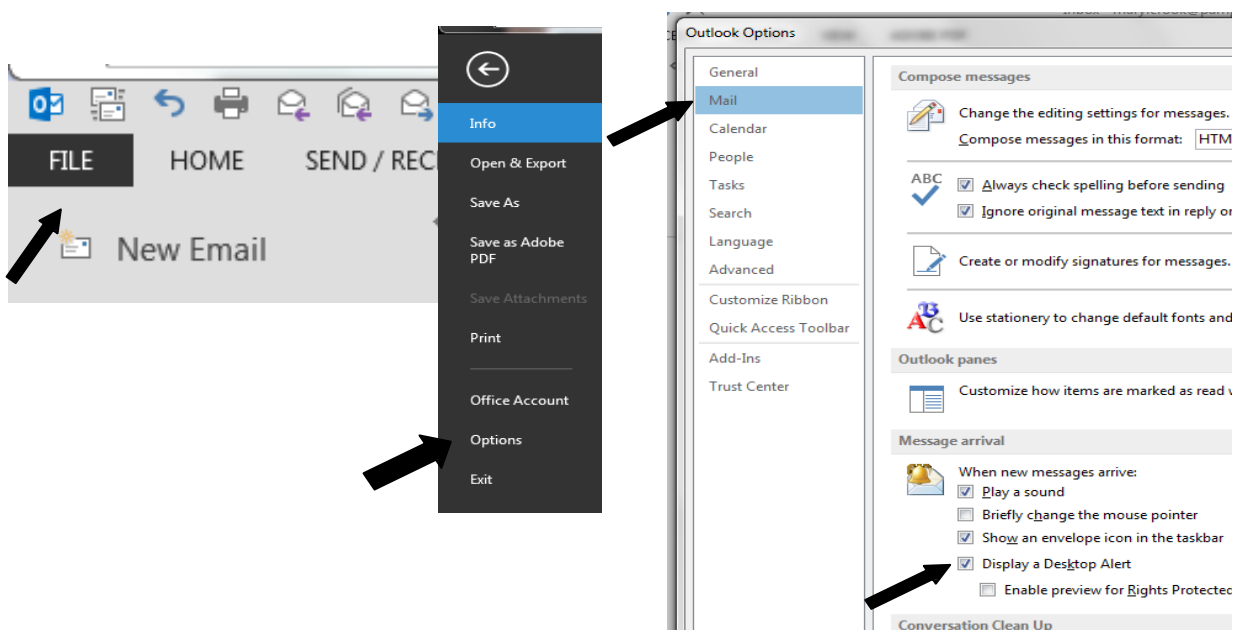 FILE
HOME
SEND / RECI
New Email
Info
Open & Export
Save As
Save as Adobe
PDF
Save Attachments
Print
Office Account
Options
Exit
Outlook Options
General
Mail
Calendar
People
Tasks
Search
Language
Advanced
Customize Ribbon
Quick Access Toolbar
Add-Ins
Trust Center
Compose messages
Change the editing settings for messages.
Compose messages in this format: HTM
ABC
Always check spelling before sending
Ignore original message text in reply or
Create or modify signatures for messages.
Use stationery to change default fonts and
Outlook panes
Customize how items are marked as read
Message arrival
When new messages arrive:
Play a sound
Briefly change the mouse pointer
Show an envelope icon in the taskbar
Display a Desktop Alert
Enable preview for Rights Protected
Conversation Clean Up